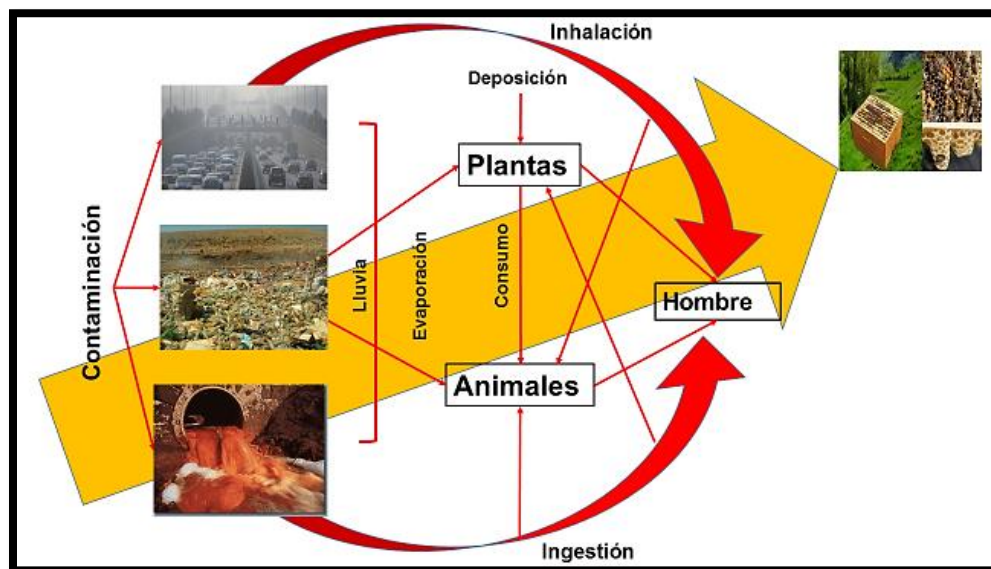 Inhalación
Deposición
Plantas
Contaminación
Lluvia
Evaporación
Consumo
Hombre
Animales
Ingestión